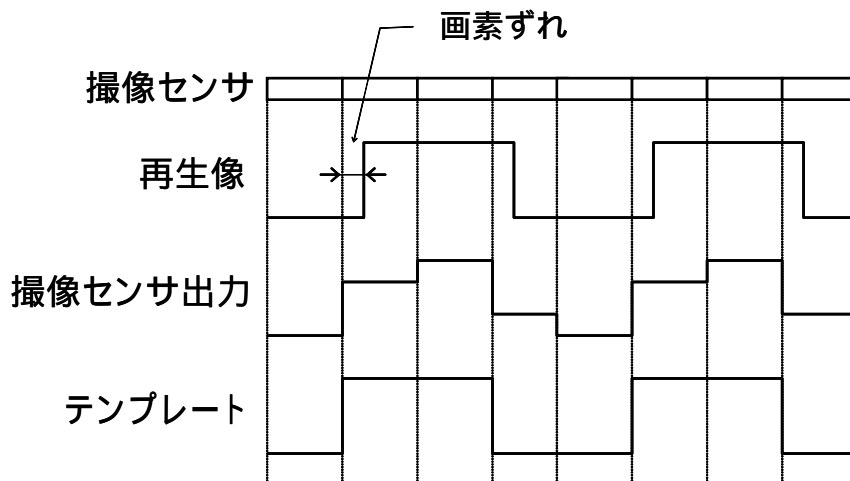 画素ずれ
撮像センサ
再生像
撮像センサ出力
テンプレート